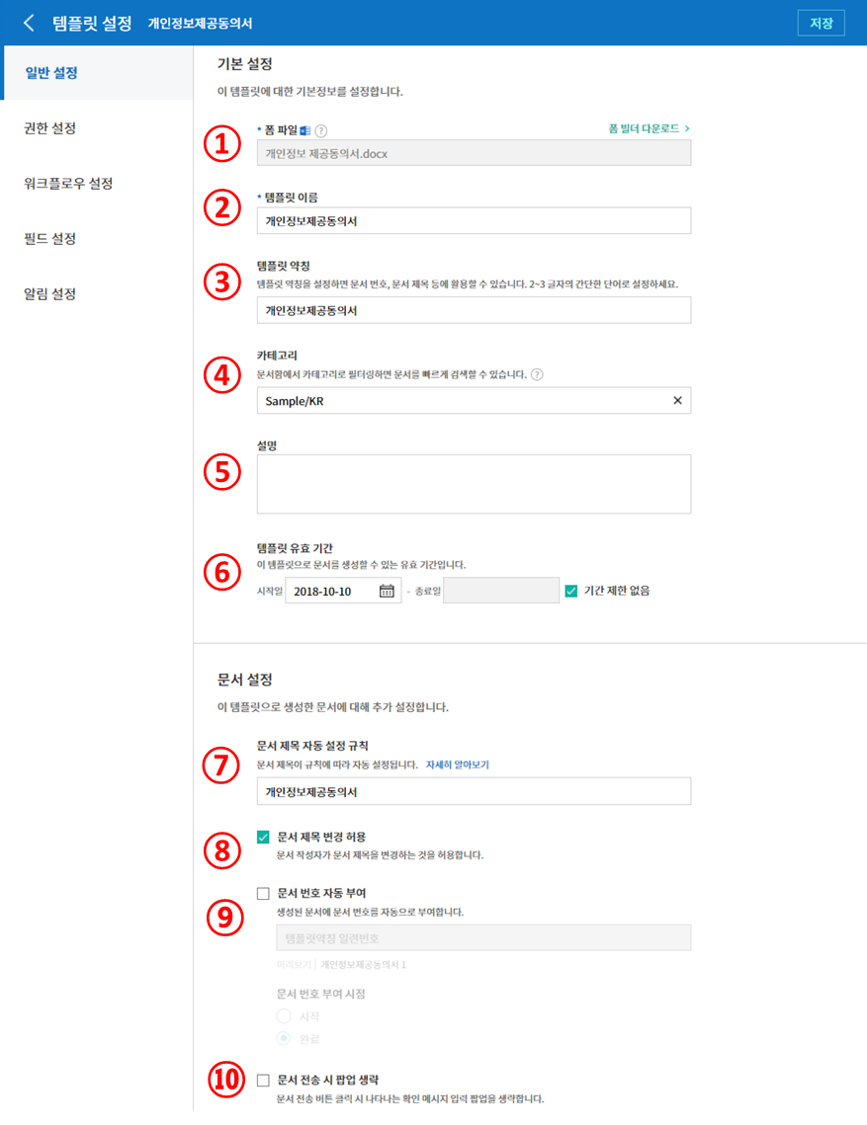 템플릿 설정 개인정보제공동의서 저장
일반 설정
권한 설정
워크플로우 설정
필드 설정
알림 설정
기본 설정
이 템플릿에 대한 기본정보를 설정합니다.
① * 폼 파일 ? 폼 빌더 다운로드 >
개인정보 제공동의서.docx
② * 템플릿 이름
개인정보제공동의서
③ 템플릿 약칭
템플릿 약칭을 설정하면 문서 번호, 문서 제목 등에 활용할 수 있습니다. 2~3 글자의 간단한 단어로 설정하세요.
개인정보제공동의서
④ 카테고리
문서함에서 카테고리로 필터링하면 문서를 빠르게 검색할 수 있습니다. ?
Sample/KR
⑤ 설명
⑥ 템플릿 유효 기간
이 템플릿으로 문서를 생성할 수 있는 유효 기간입니다.
시작일 2018-10-10 - 종료일 기간 제한 없음
문서 설정
이 템플릿으로 생성한 문서에 대해 추가 설정합니다.
⑦ 문서 제목 자동 설정 규칙
문서 제목이 규칙에 따라 자동 설정됩니다. 자세히 알아보기
개인정보제공동의서
⑧ 문서 제목 변경 허용
문서 작성자가 문서 제목을 변경하는 것을 허용합니다.
⑨ 문서 번호 자동 부여
생성된 문서에 문서 번호를 자동으로 부여합니다.
템플릿약칭 일련번호
미리보기 | 개인정보제공동의서 1
문서 번호 부여 시점
시작
완료
⑩ 문서 전송 시 팝업 생략
문서 전송 버튼 클릭 시 나타나는 확인 메시지 입력 팝업을 생략합니다.